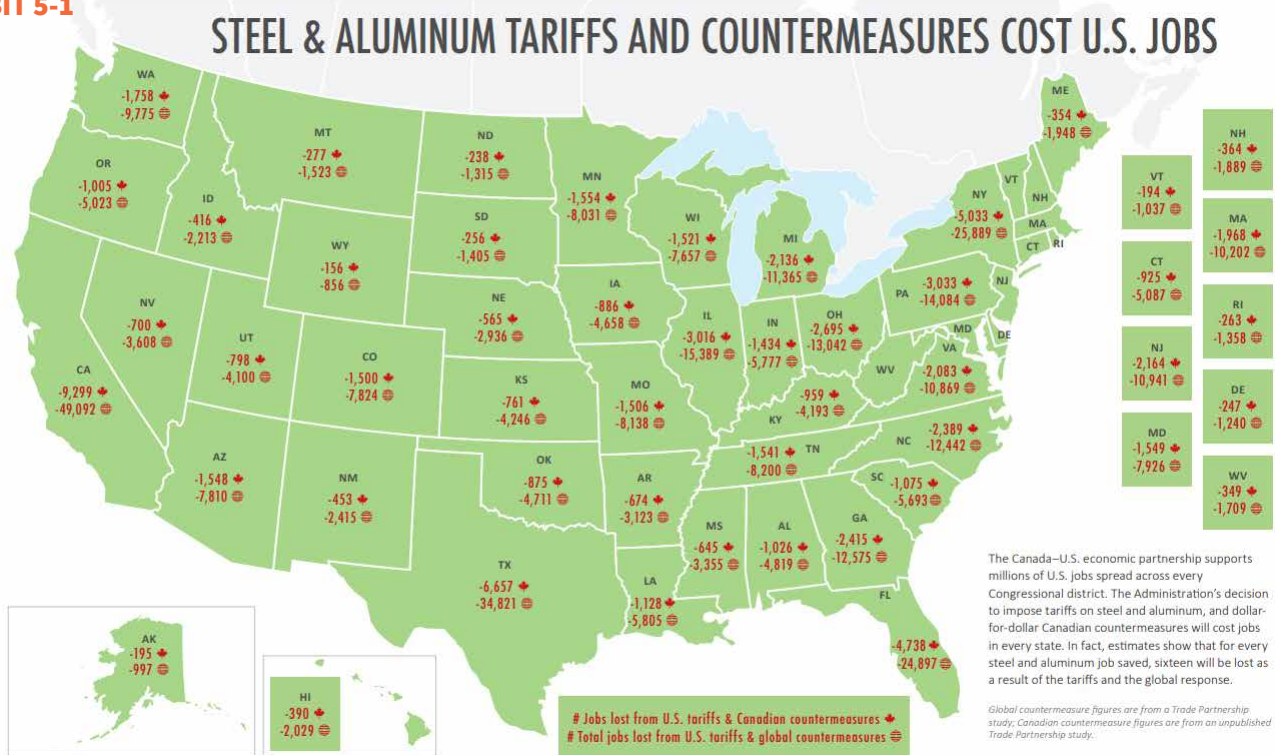 BIT 5-1
STEEL & ALUMINUM TARIFFS AND COUNTERMEASURES COST U.S. JOBS
WA
-1,758
-9,775
OR
-1,005
-5,023
ID
-416
-2,213
MT
-277
-1,523
ND
-238
-1,315
MN
-1,554
-8,031
SD
-256
-1,405
WY
-156
-856
WI
-1,521
-7,657
MI
-2,136
-11,365
NY
-5,033
-25,889
VT
NH
MA
CT
RI
ME
-354
-1,948
CA
-9,299
-49,092
NV
-700
-3,608
UT
-798
-4,100
CO
-1,500
-7,824
NE
-565
-2,936
IA
-886
-4,658
KS
-761
-4,246
MO
-1,506
-8,138
IL
-3,016
-15,389
IN
-1,434
-5,777
OH
-2,695
-13,042
PA
-3,033
-14,084
NJ
MD
DE
VA
-2,083
-10,869
WV
-959
-4,193
KY
-1,541
-8,200
TN
NC
-2,389
-12,442
SC
-1,075
-5,693
AZ
-1,548
-7,810
NM
-453
-2,415
OK
-875
-4,711
AR
-674
-3,123
TX
-6,657
-34,821
LA
-1,128
-5,805
MS
-645
-3,355
AL
-1,026
-4,819
GA
-2,415
-12,575
FL
-4,738
-24,897
AK
-195
-997
HI
-390
-2,029
VT
-194
-1,037
CT
-925
-5,087
NJ
-2,164
-10,941
MD
-1,549
-7,926
NH
-364
-1,889
MA
-1,968
-10,202
RI
-263
-1,358
DE
-247
-1,240
WV
-349
-1,709
# Jobs lost from U.S. tariffs & Canadian countermeasures
# Total jobs lost from U.S. tariffs & global countermeasures
The Canada–U.S. economic partnership supports
millions of U.S. jobs spread across every
Congressional district. The Administration's decision
to impose tariffs on steel and aluminum, and dollar-
for-dollar Canadian countermeasures will cost jobs
in every state. In fact, estimates show that for every
steel and aluminum job saved, sixteen will be lost as
a result of the tariffs and the global response.
Global countermeasure figures are from a Trade Partnership
study; Canadian countermeasure figures are from an unpublished
Trade Partnership study.